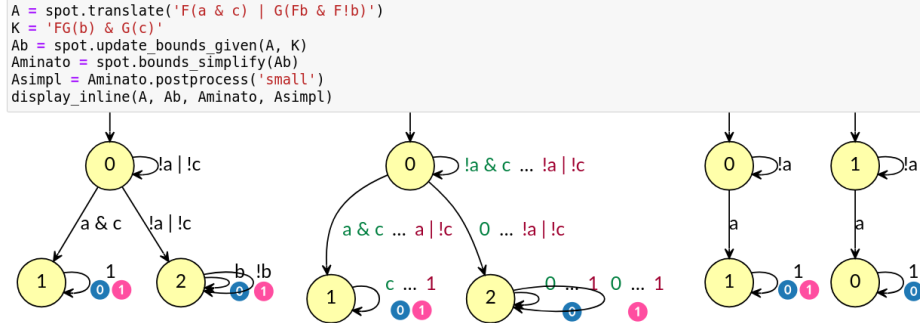 A = spot.translate('F(a & c) | G(Fb & F!b)')
K = 'FG(b) & G(c)'
Ab = spot.update_bounds_given(A, K)
Aminato = spot.bounds_simplify(Ab)
Asimpl = Aminato.postprocess('small')
display_inline(A, Ab, Aminato, Asimpl)
0 !a | !c
a & c !a | !c
1 1 0 1
2 b !b 0 1
0 !a & c ... !a | !c
a & c ... a | !c 0 ... !a | !c
1 c ... 1 0 1
2 0 ... 1 0 ... 1 0 1
0 !a
a
1 1 0 1
1 !a
a
0 1 0